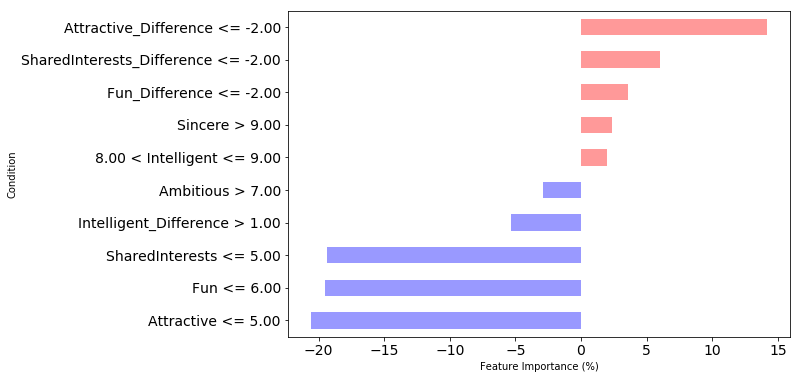 Attractive_Difference <= -2.00
SharedInterests_Difference <= -2.00
Fun_Difference <= -2.00
Sincere > 9.00
8.00 < Intelligent <= 9.00
Ambitious > 7.00
Intelligent_Difference > 1.00
SharedInterests <= 5.00
Fun <= 6.00
Attractive <= 5.00
Condition
−20 −15 −10 −5 0 5 10 15
Feature Importance (%)